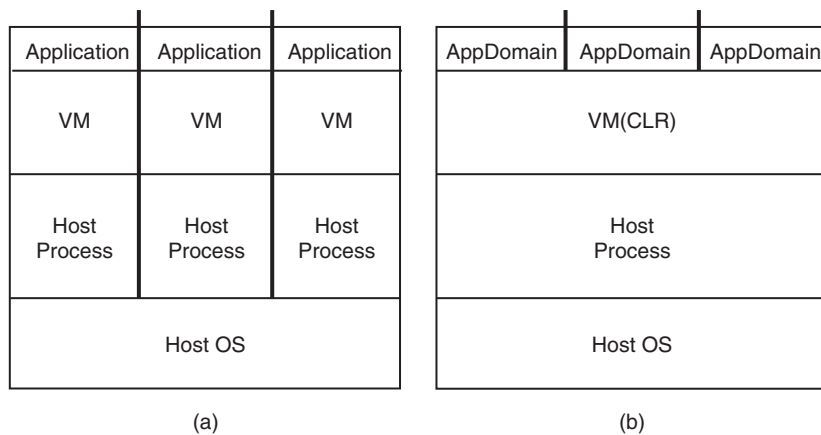 Application
Application
Application
VM
VM
VM
Host
Process
Host
Process
Host
Process
Host OS
(a)
AppDomain
AppDomain
AppDomain
VM(CLR)
Host
Process
Host OS
(b)